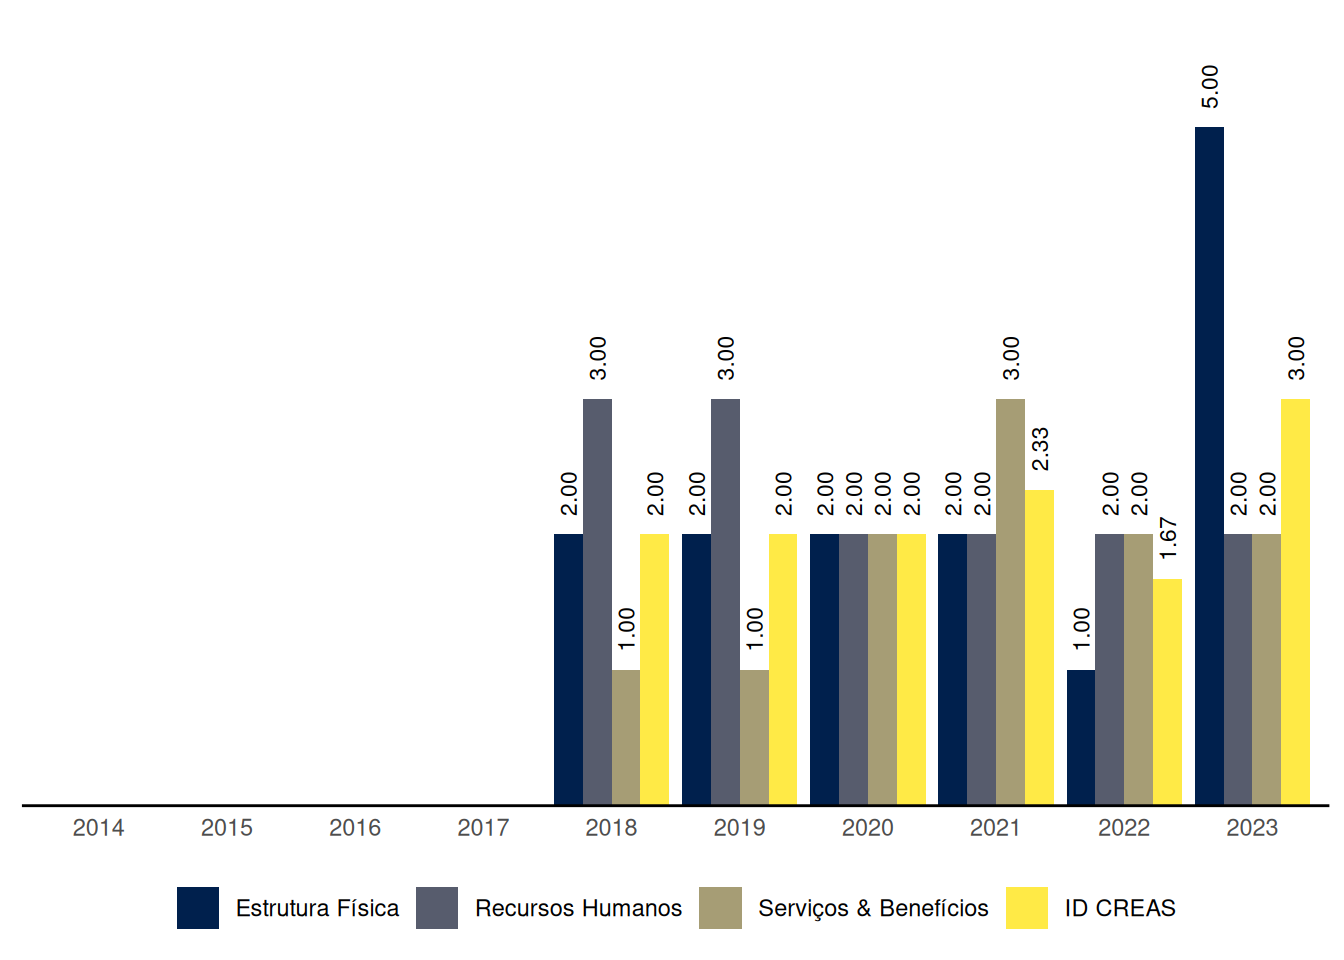 5.00
3.00 3.00 3.00 3.00
2.33
2.00 2.00 2.00 2.00 2.00 2.00 2.00 2.00 2.00 2.00 2.00 2.00 2.00 2.00
1.67
1.00 1.00 1.00
2014 2015 2016 2017 2018 2019 2020 2021 2022 2023
Estrutura Física Recursos Humanos Serviços & Benefícios ID CREAS